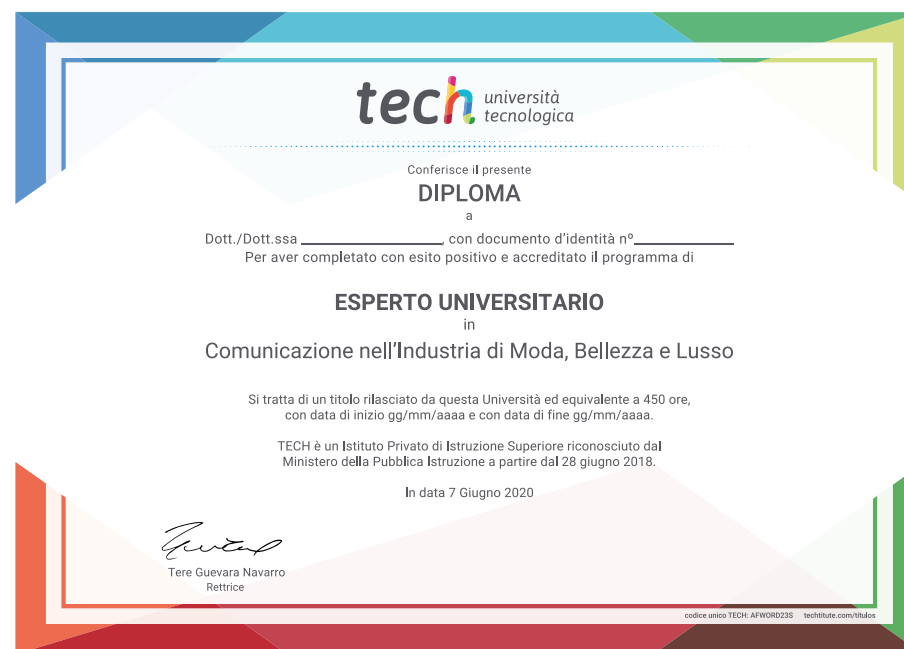 tech università
tecnologica
Conferisce il presente
DIPLOMA
a
Dott./Dott.ssa ____________________, con documento d'identità nº______________
Per aver completato con esito positivo e accreditato il programma di
ESPERTO UNIVERSITARIO
in
Comunicazione nell'Industria di Moda, Bellezza e Lusso
Si tratta di un titolo rilasciato da questa Università ed equivalente a 450 ore,
con data di inizio gg/mm/aaaa e con data di fine gg/mm/aaaa.
TECH è un Istituto Privato di Istruzione Superiore riconosciuto dal
Ministero della Pubblica Istruzione a partire dal 28 giugno 2018.
In data 7 Giugno 2020
Tere Guevara Navarro
Rettrice
codice unico TECH: AFWORD23S techtitute.com/titulos